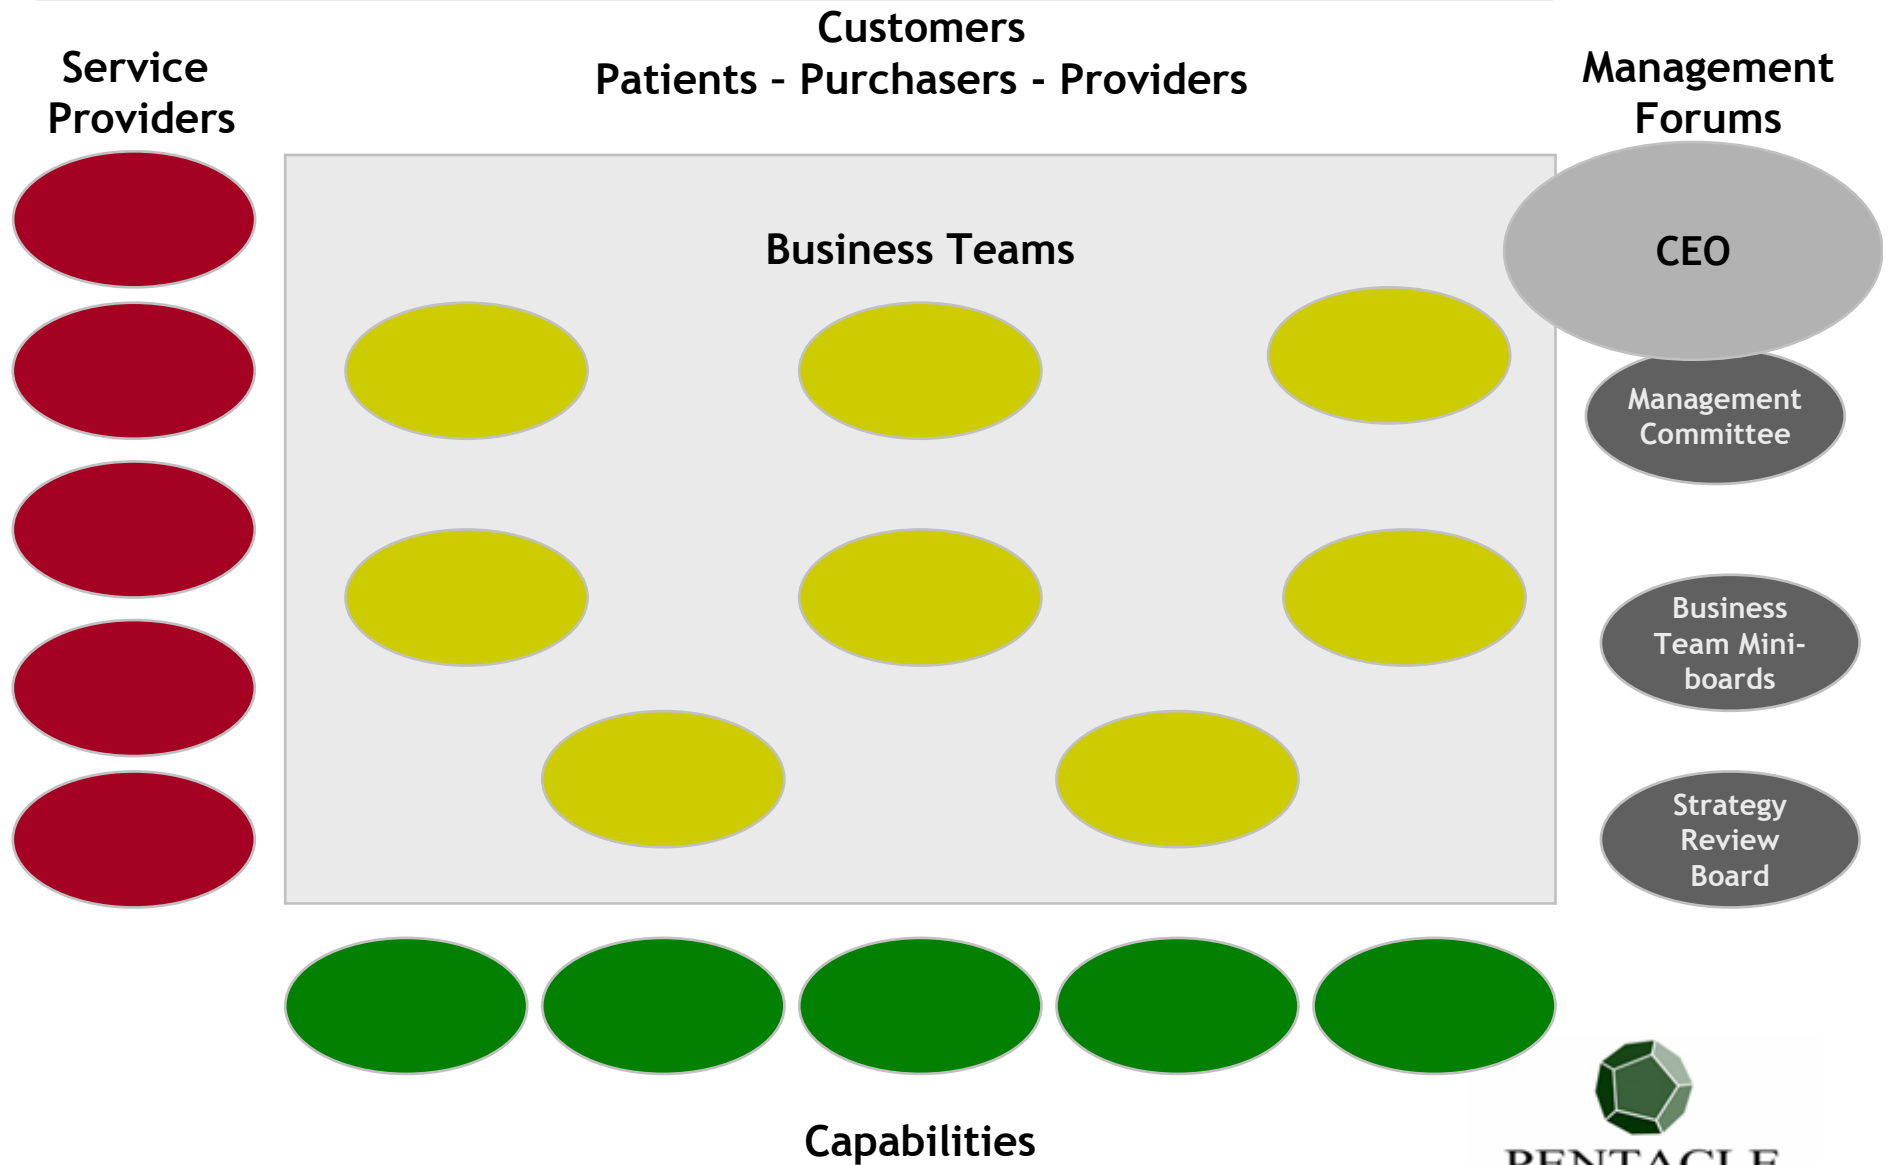 Customers
Patients – Purchasers - Providers
Service
Providers
Management
Forums
Business Teams
CEO
Management
Committee
Business
Team Mini-
boards
Strategy
Review
Board
Capabilities
PENTACLE